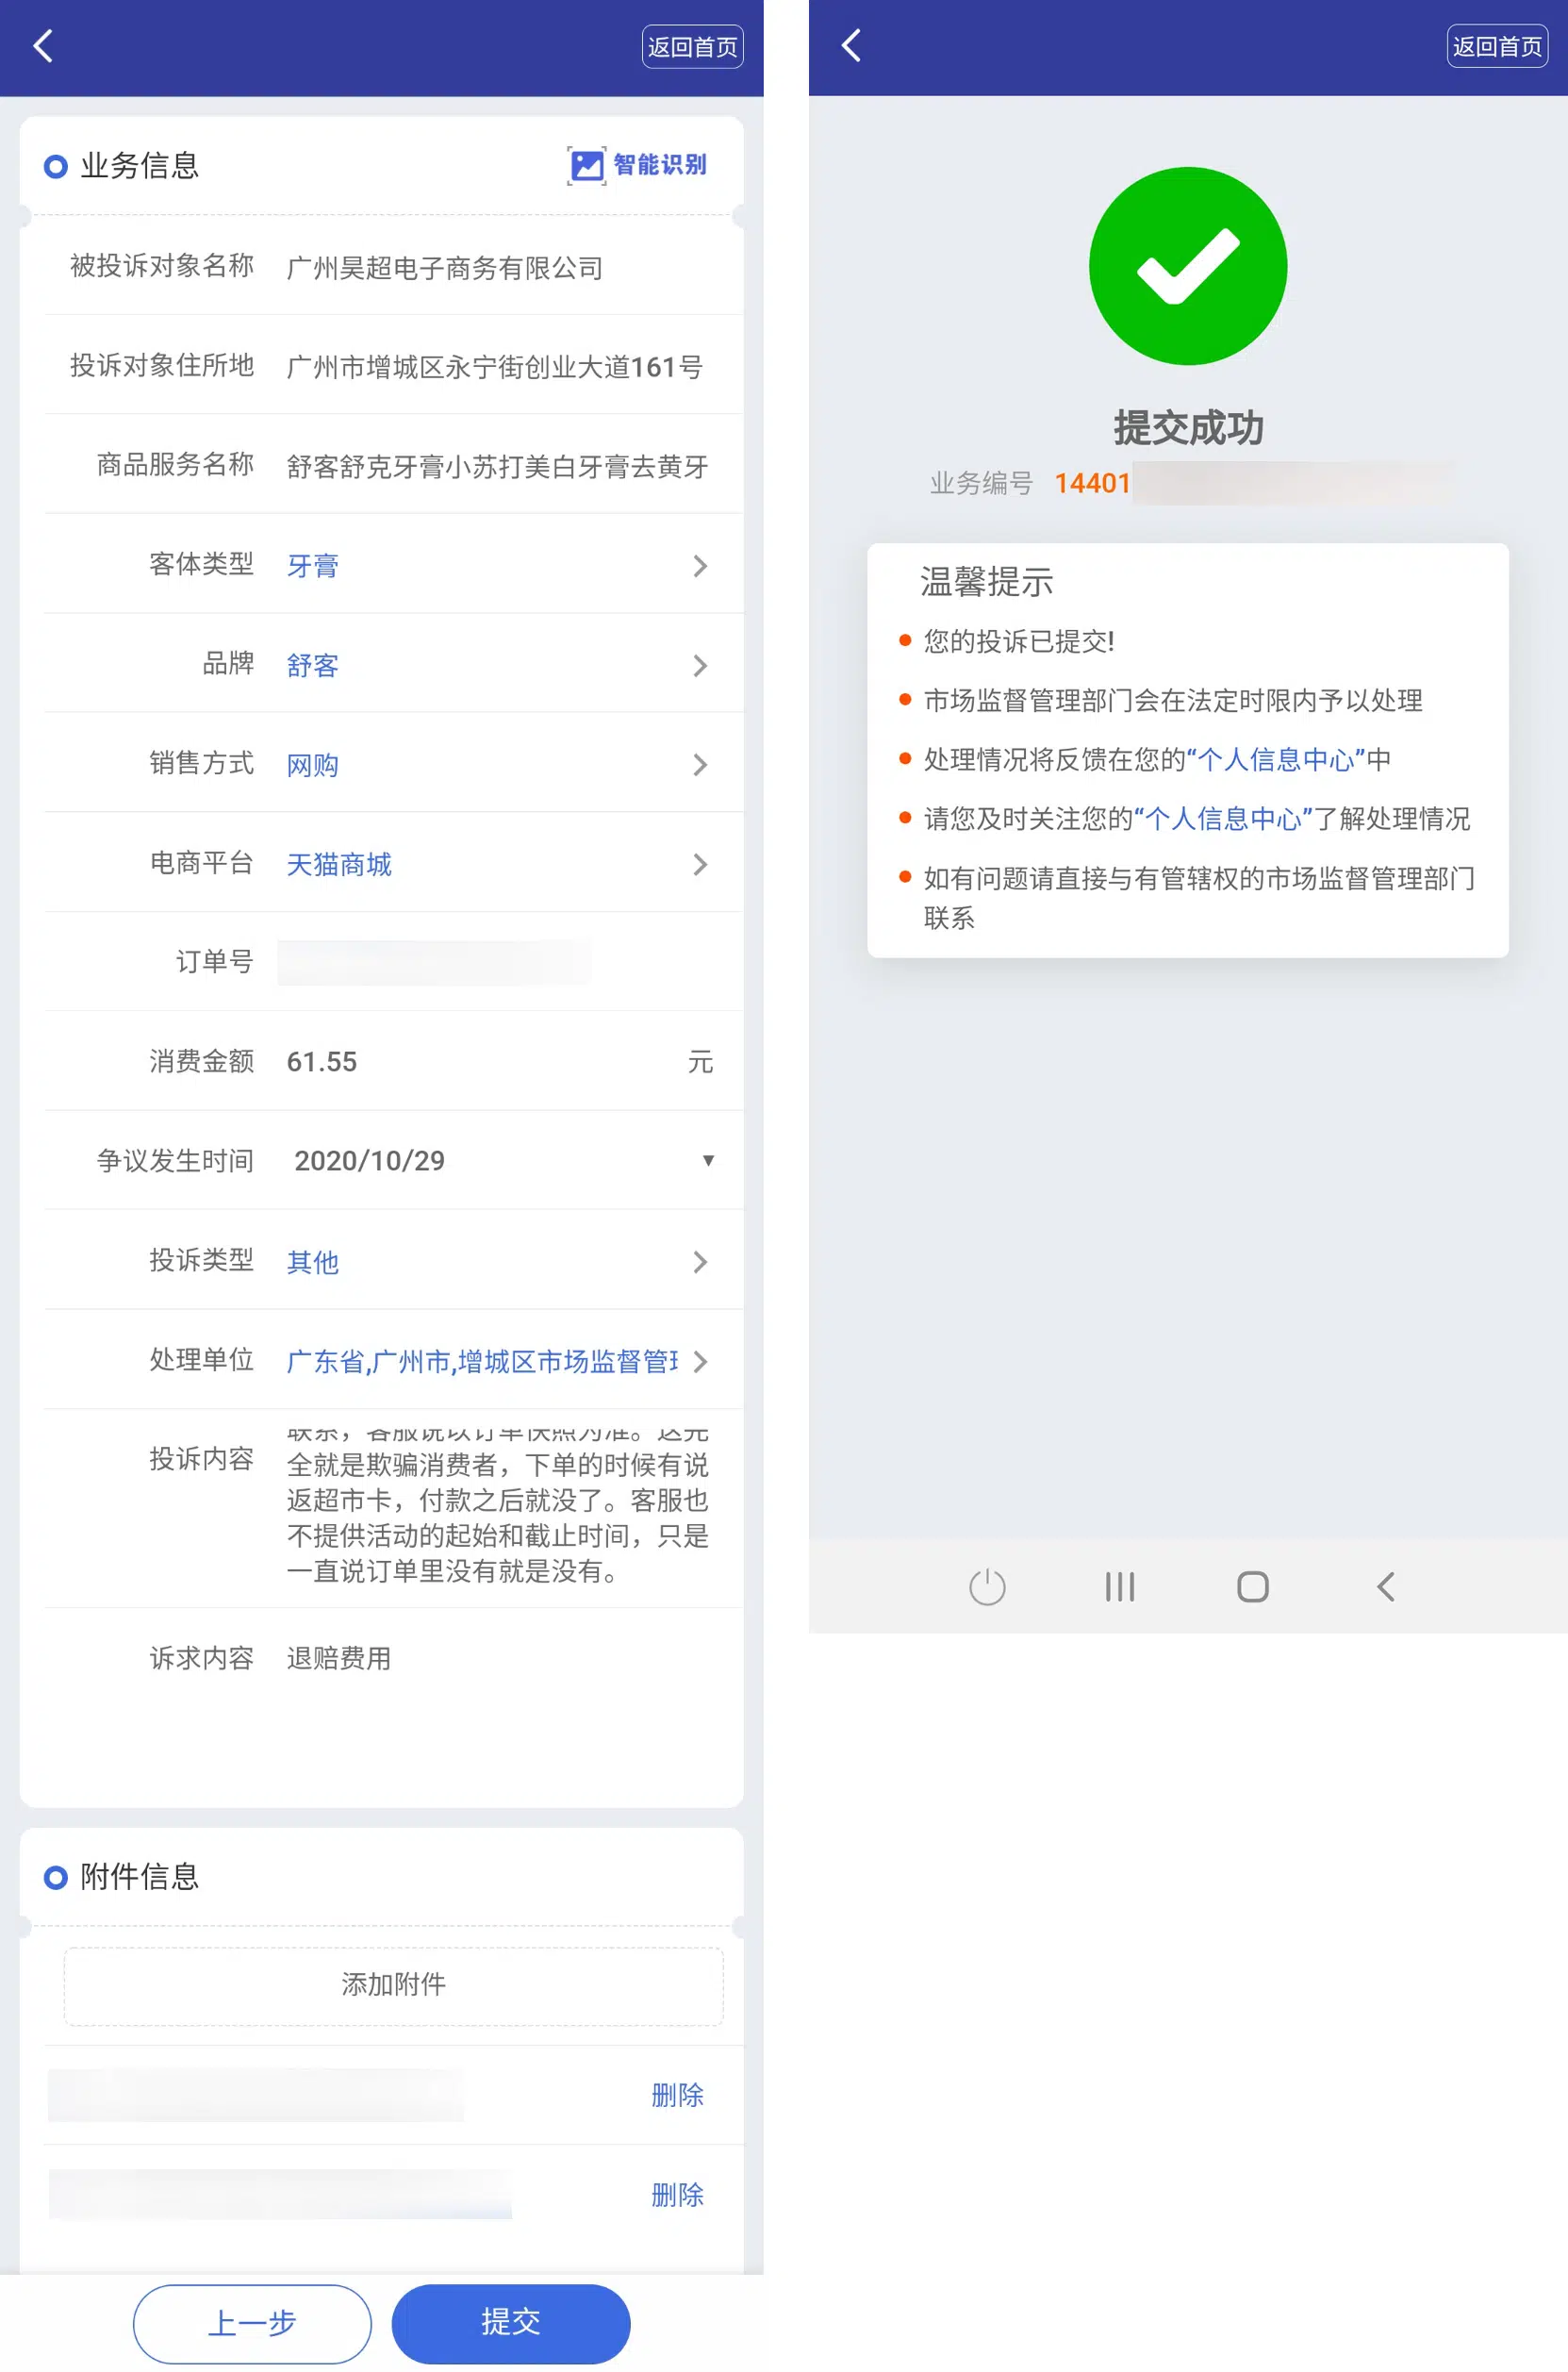 返回首页
业务信息
智能识别
被投诉对象名称 广州昊超电子商务有限公司
投诉对象住所地 广州市增城区永宁街创业大道161号
商品服务名称 舒客舒克牙膏小苏打美白牙膏去黄牙
客体类型 牙膏
品牌 舒客
销售方式 网购
电商平台 天猫商城
订单号
消费金额 61.55 元
争议发生时间 2020/10/29
投诉类型 其他
处理单位 广东省,广州市,增城区市场监督管
投诉内容 联系，客服说以订单快照为准。这完
全就是欺骗消费者，下单的时候有说
返超市卡，付款之后就没了。客服也
不提供活动的起始和截止时间，只是
一直说订单里没有就是没有。
诉求内容 退赔费用
附件信息
添加附件
删除
删除
上一步
提交
返回首页
提交成功
业务编号 14401
温馨提示
您的投诉已提交!
市场监督管理部门会在法定时限内予以处理
处理情况将反馈在您的“个人信息中心”中
请您及时关注您的“个人信息中心”了解处理情况
如有问题请直接与有管辖权的市场监督管理部门
联系